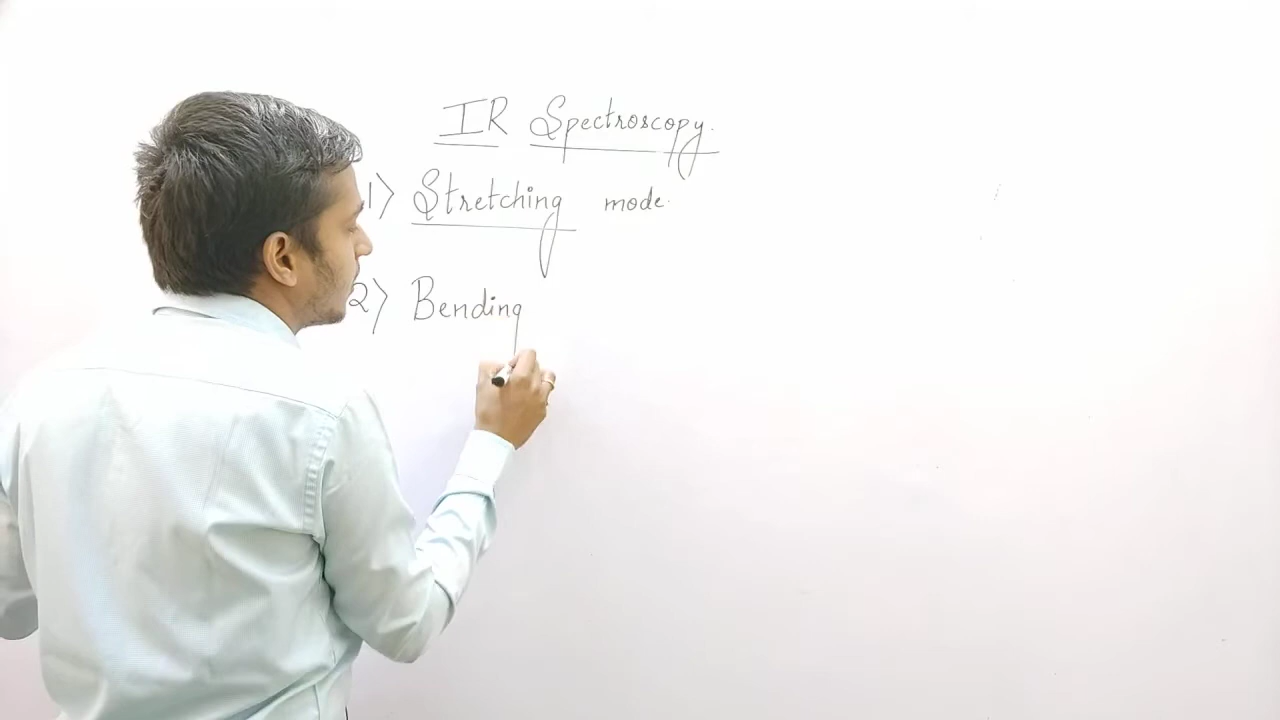 IR Spectroscopy.
1) Stretching mode.
2) Bending